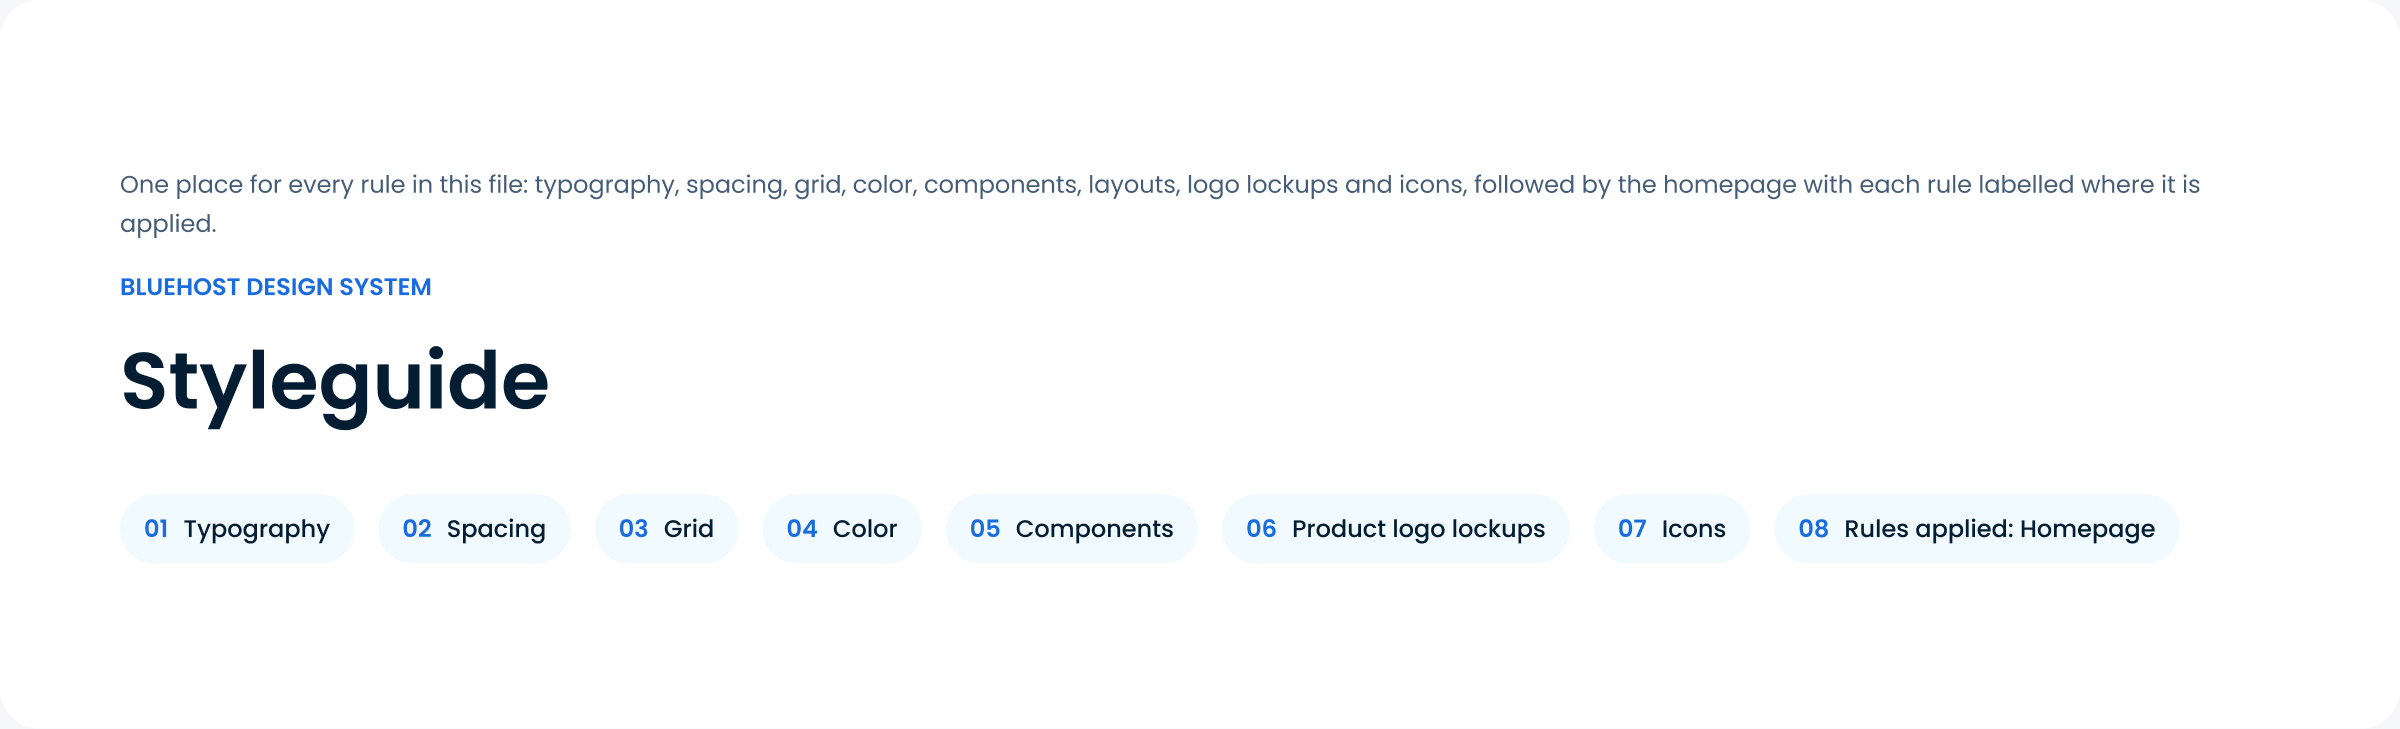 One place for every rule in this file: typography, spacing, grid, color, components, layouts, logo lockups and icons, followed by the homepage with each rule labelled where it is
applied.
BLUEHOST DESIGN SYSTEM
Styleguide
01 Typography 02 Spacing 03 Grid 04 Color 05 Components 06 Product logo lockups 07 Icons 08 Rules applied: Homepage